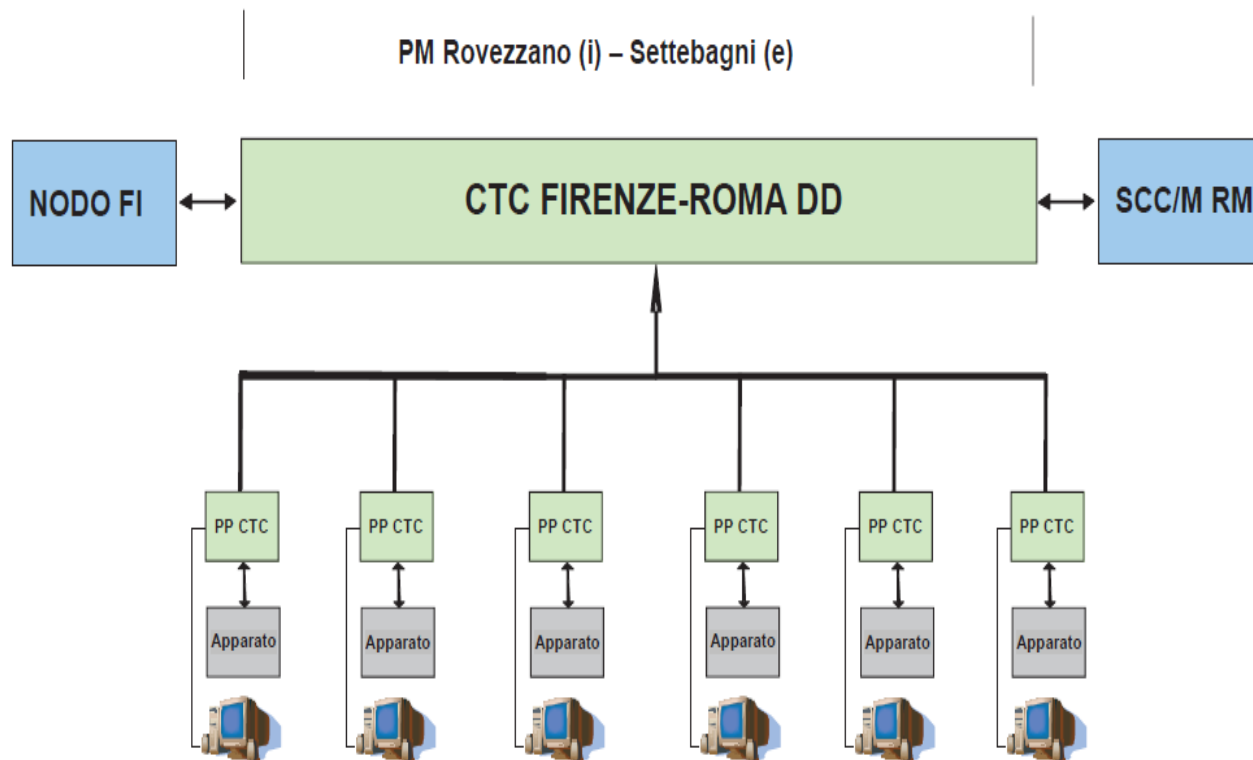 PM Rovezzano (i) – Settebagni (e)
NODO FI
CTC FIRENZE-ROMA DD
SCC/M RM
PP CTC
PP CTC
PP CTC
PP CTC
PP CTC
PP CTC
Apparato
Apparato
Apparato
Apparato
Apparato
Apparato